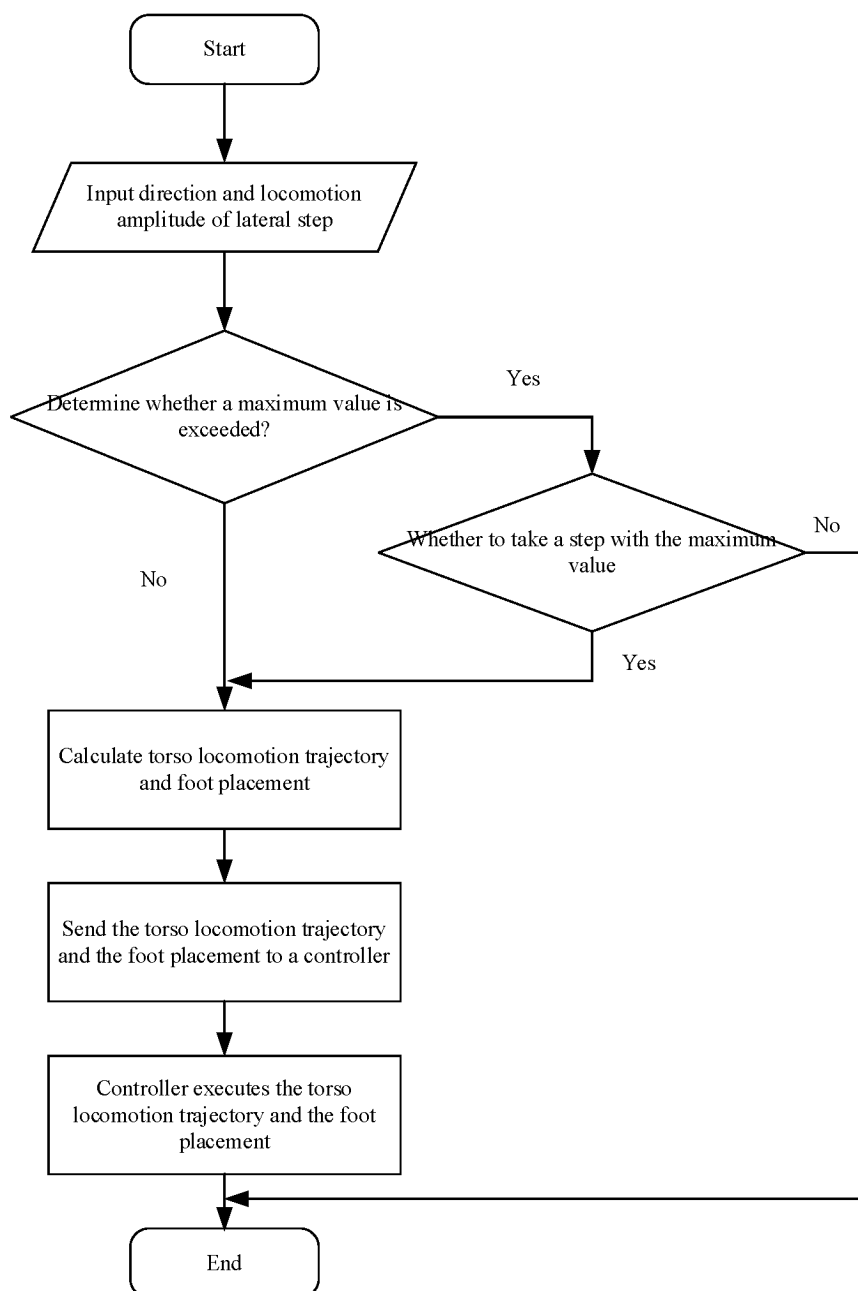 Start
Input direction and locomotion
amplitude of lateral step
Determine whether a maximum value is
exceeded?
Yes
Whether to take a step with the maximum
value
No
No
Yes
Calculate torso locomotion trajectory
and foot placement
Send the torso locomotion trajectory
and the foot placement to a controller
Controller executes the torso
locomotion trajectory and the foot
placement
End